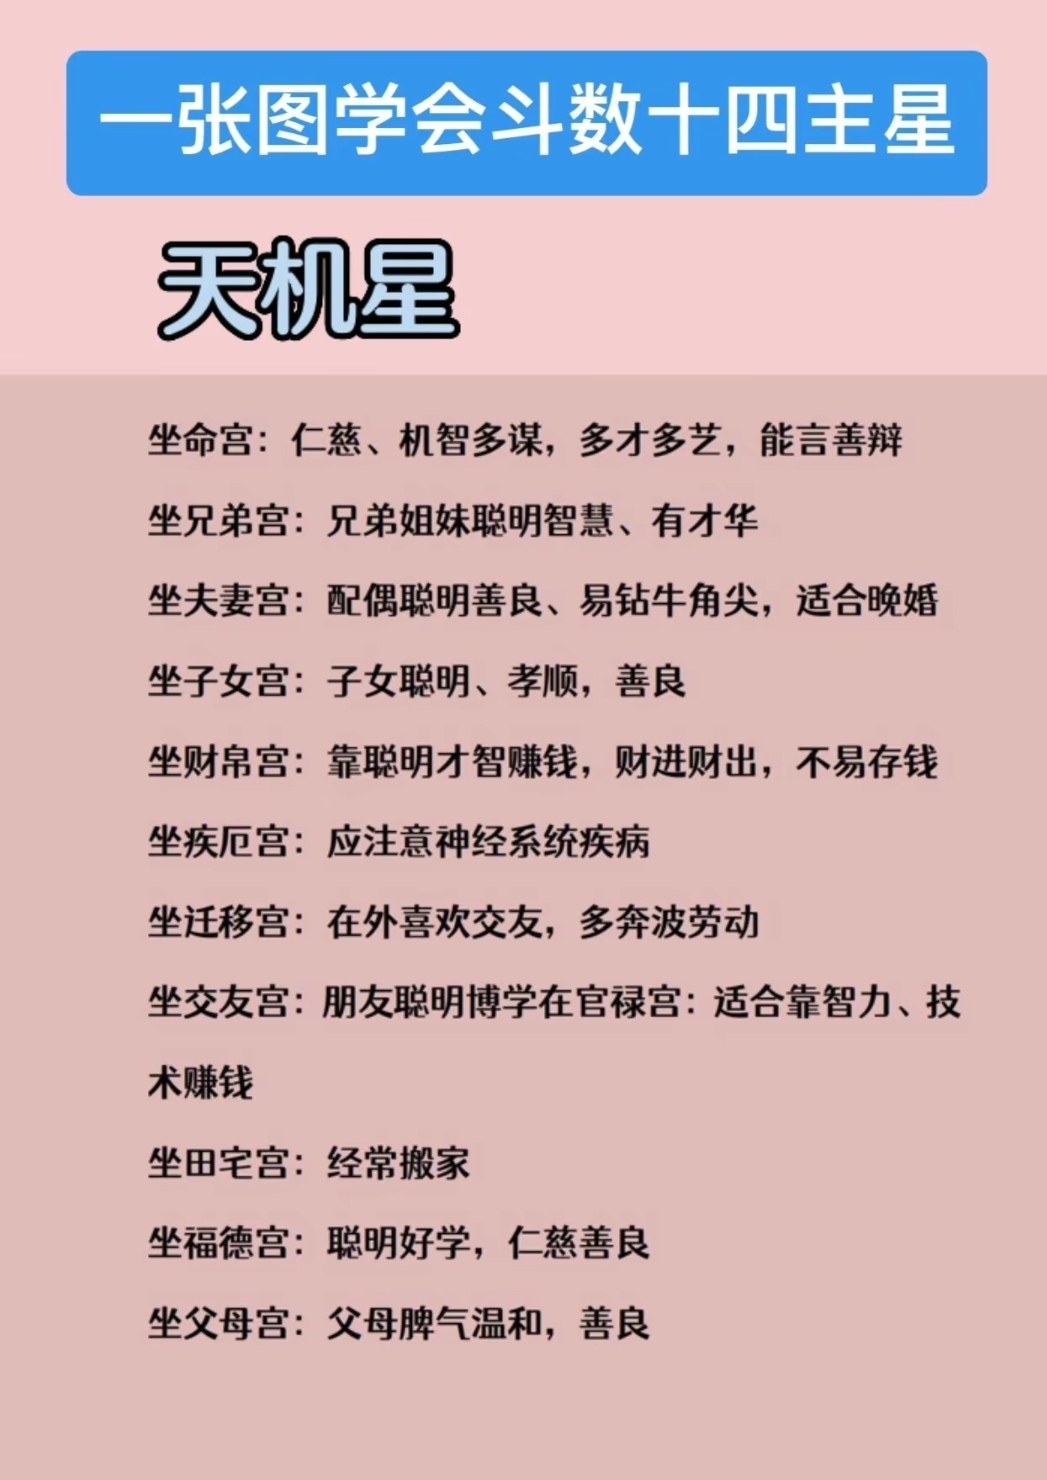 一张图学会斗数十四主星
天机星
坐命宫：仁慈、机智多谋，多才多艺，能言善辩
坐兄弟宫：兄弟姐妹聪明智慧、有才华
坐夫妻宫：配偶聪明善良、易钻牛角尖，适合晚婚
坐子女宫：子女聪明、孝顺，善良
坐财帛宫：靠聪明才智赚钱，财进财出，不易存钱
坐疾厄宫：应注意神经系统疾病
坐迁移宫：在外喜欢交友，多奔波劳动
坐交友宫：朋友聪明博学在官禄宫：适合靠智力、技
术赚钱
坐田宅宫：经常搬家
坐福德宫：聪明好学，仁慈善良
坐父母宫：父母脾气温和，善良